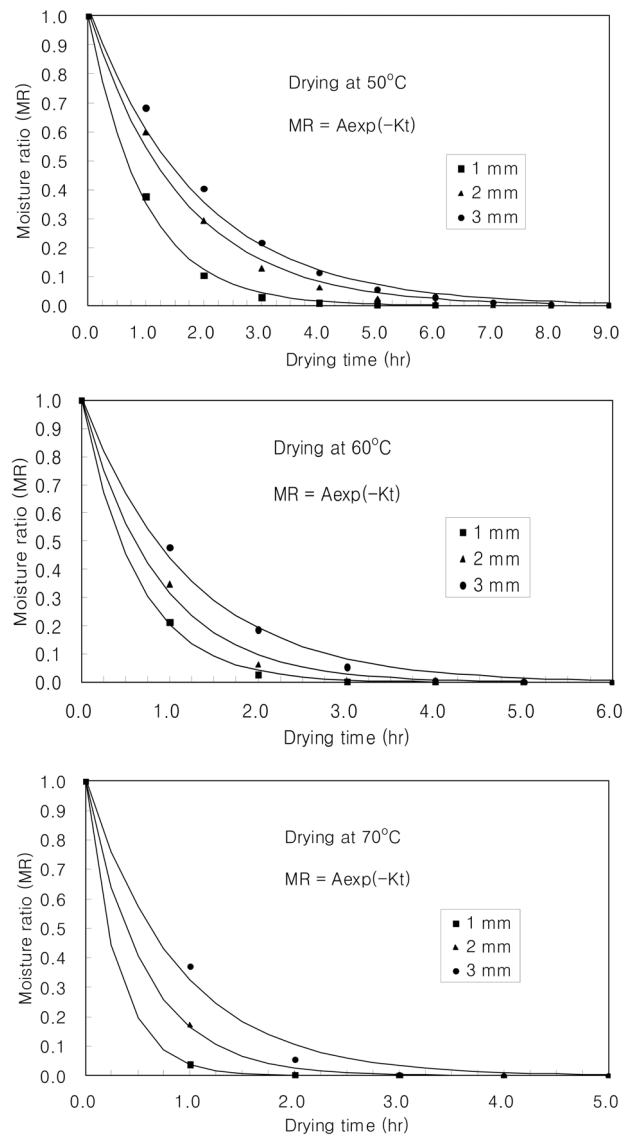 1.0
0.9
0.8
0.7
0.6
0.5
0.4
0.3
0.2
0.1
0.0
Moisture ratio (MR)
Drying at 50°C
MR = Aexp(-Kt)
1 mm
2 mm
3 mm
0.0 1.0 2.0 3.0 4.0 5.0 6.0 7.0 8.0 9.0
Drying time (hr)
1.0
0.9
0.8
0.7
0.6
0.5
0.4
0.3
0.2
0.1
0.0
Moisture ratio (MR)
Drying at 60°C
MR = Aexp(-Kt)
1 mm
2 mm
3 mm
0.0 1.0 2.0 3.0 4.0 5.0 6.0
Drying time (hr)
1.0
0.9
0.8
0.7
0.6
0.5
0.4
0.3
0.2
0.1
0.0
Moisture ratio (MR)
Drying at 70°C
MR = Aexp(-Kt)
1 mm
2 mm
3 mm
0.0 1.0 2.0 3.0 4.0 5.0
Drying time (hr)